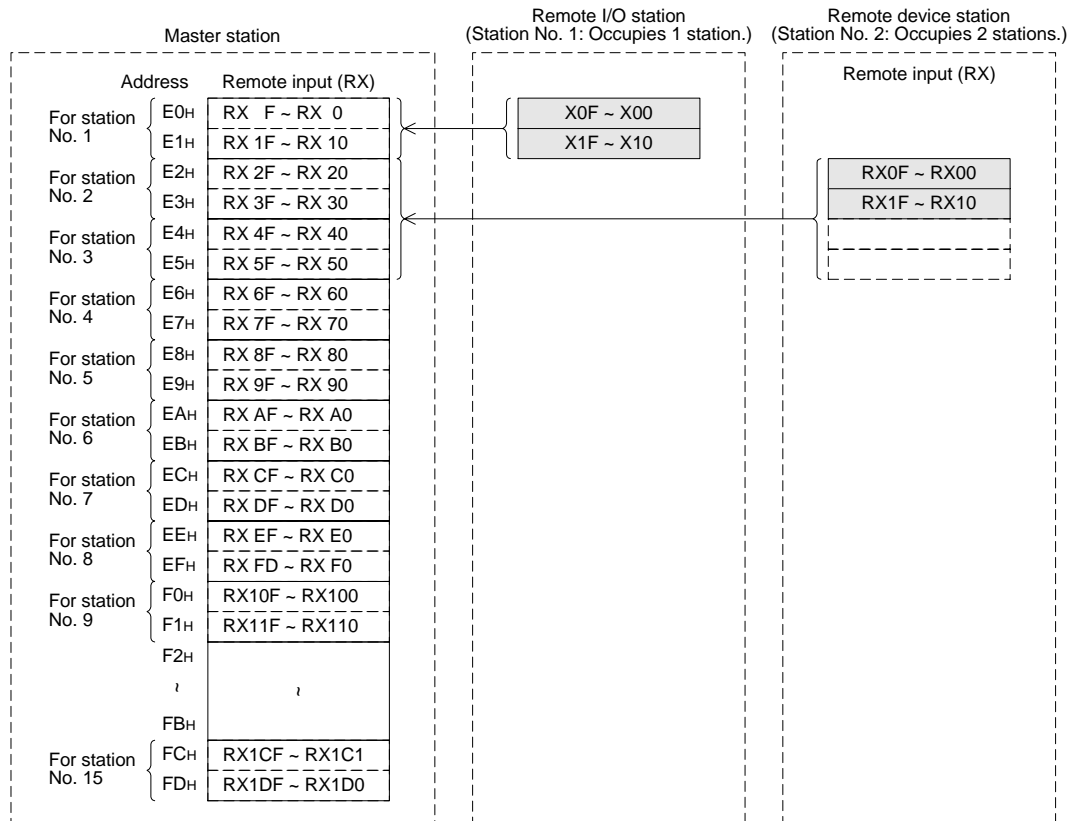 Master station
Remote I/O station
(Station No. 1: Occupies 1 station.)
Remote device station
(Station No. 2: Occupies 2 stations.)
Address Remote input (RX)
Remote input (RX)
For station No. 1
E0H RX F ~ RX 0
X0F ~ X00
E1H RX 1F ~ RX 10
X1F ~ X10
For station No. 2
E2H RX 2F ~ RX 20
RX0F ~ RX00
E3H RX 3F ~ RX 30
RX1F ~ RX10
For station No. 3
E4H RX 4F ~ RX 40
E5H RX 5F ~ RX 50
For station No. 4
E6H RX 6F ~ RX 60
E7H RX 7F ~ RX 70
For station No. 5
E8H RX 8F ~ RX 80
E9H RX 9F ~ RX 90
For station No. 6
EAH RX AF ~ RX A0
EBH RX BF ~ RX B0
For station No. 7
ECH RX CF ~ RX C0
EDH RX DF ~ RX D0
For station No. 8
EEH RX EF ~ RX E0
EFH RX FD ~ RX F0
For station No. 9
F0H RX10F ~ RX100
F1H RX11F ~ RX110
F2H
~ ~
FBH
For station No. 15
FCH RX1CF ~ RX1C1
FDH RX1DF ~ RX1D0